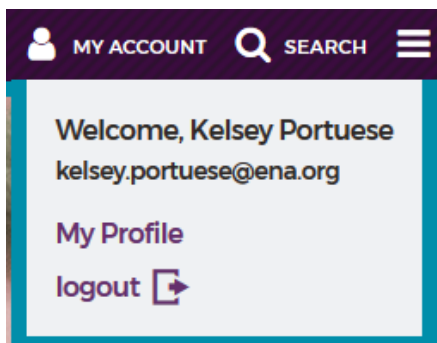 MY ACCOUNT SEARCH
Welcome, Kelsey Portuese
kelsey.portuese@ena.org
My Profile
logout